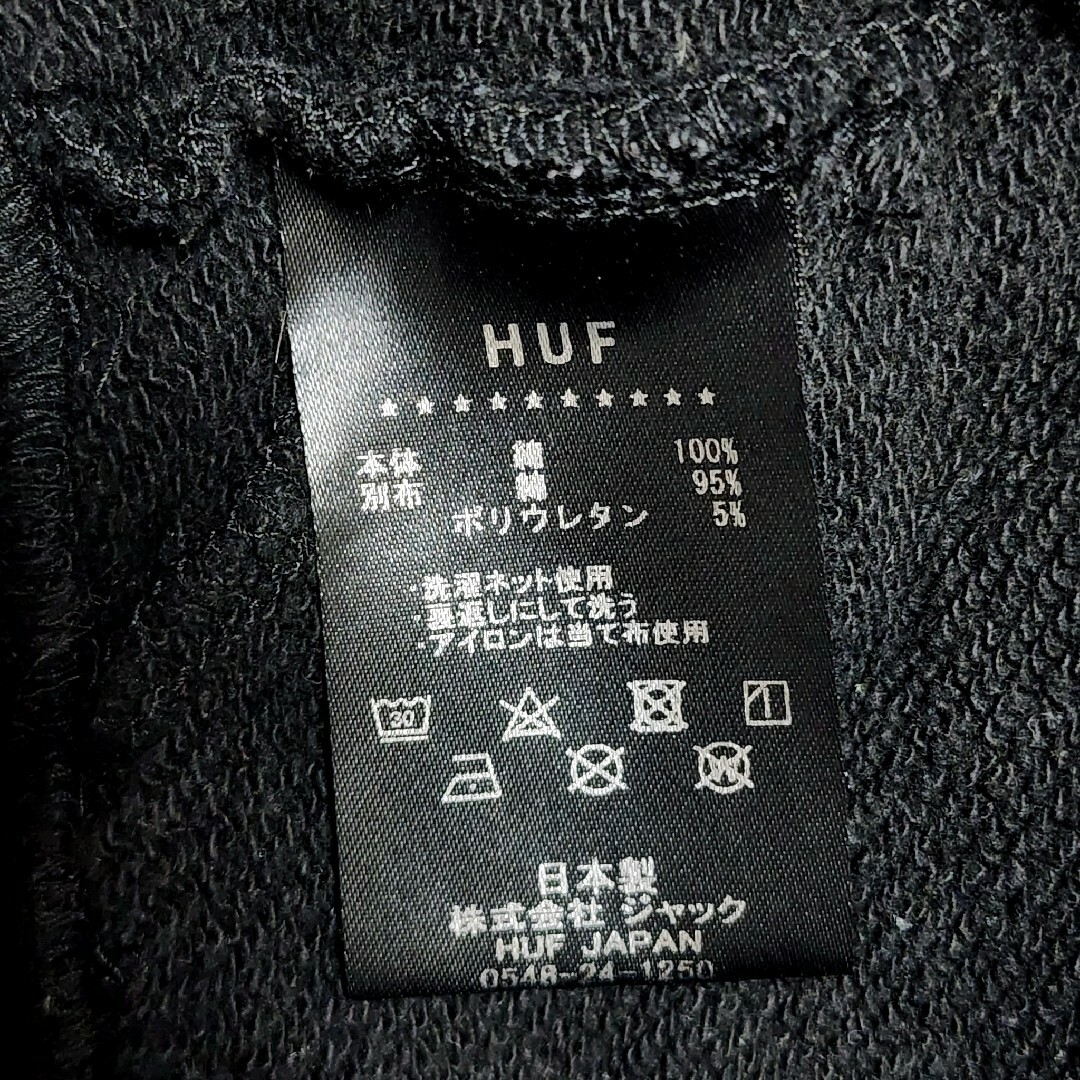 HUF
★★★★★★★★★★
本体 綿 100%
別布 綿 95%
ポリウレタン 5%
・洗濯ネット使用
・裏返しにして洗う
・アイロンは当て布使用
30
W
日本製
株式会社 ジャック
HUF JAPAN
0548-24-1250